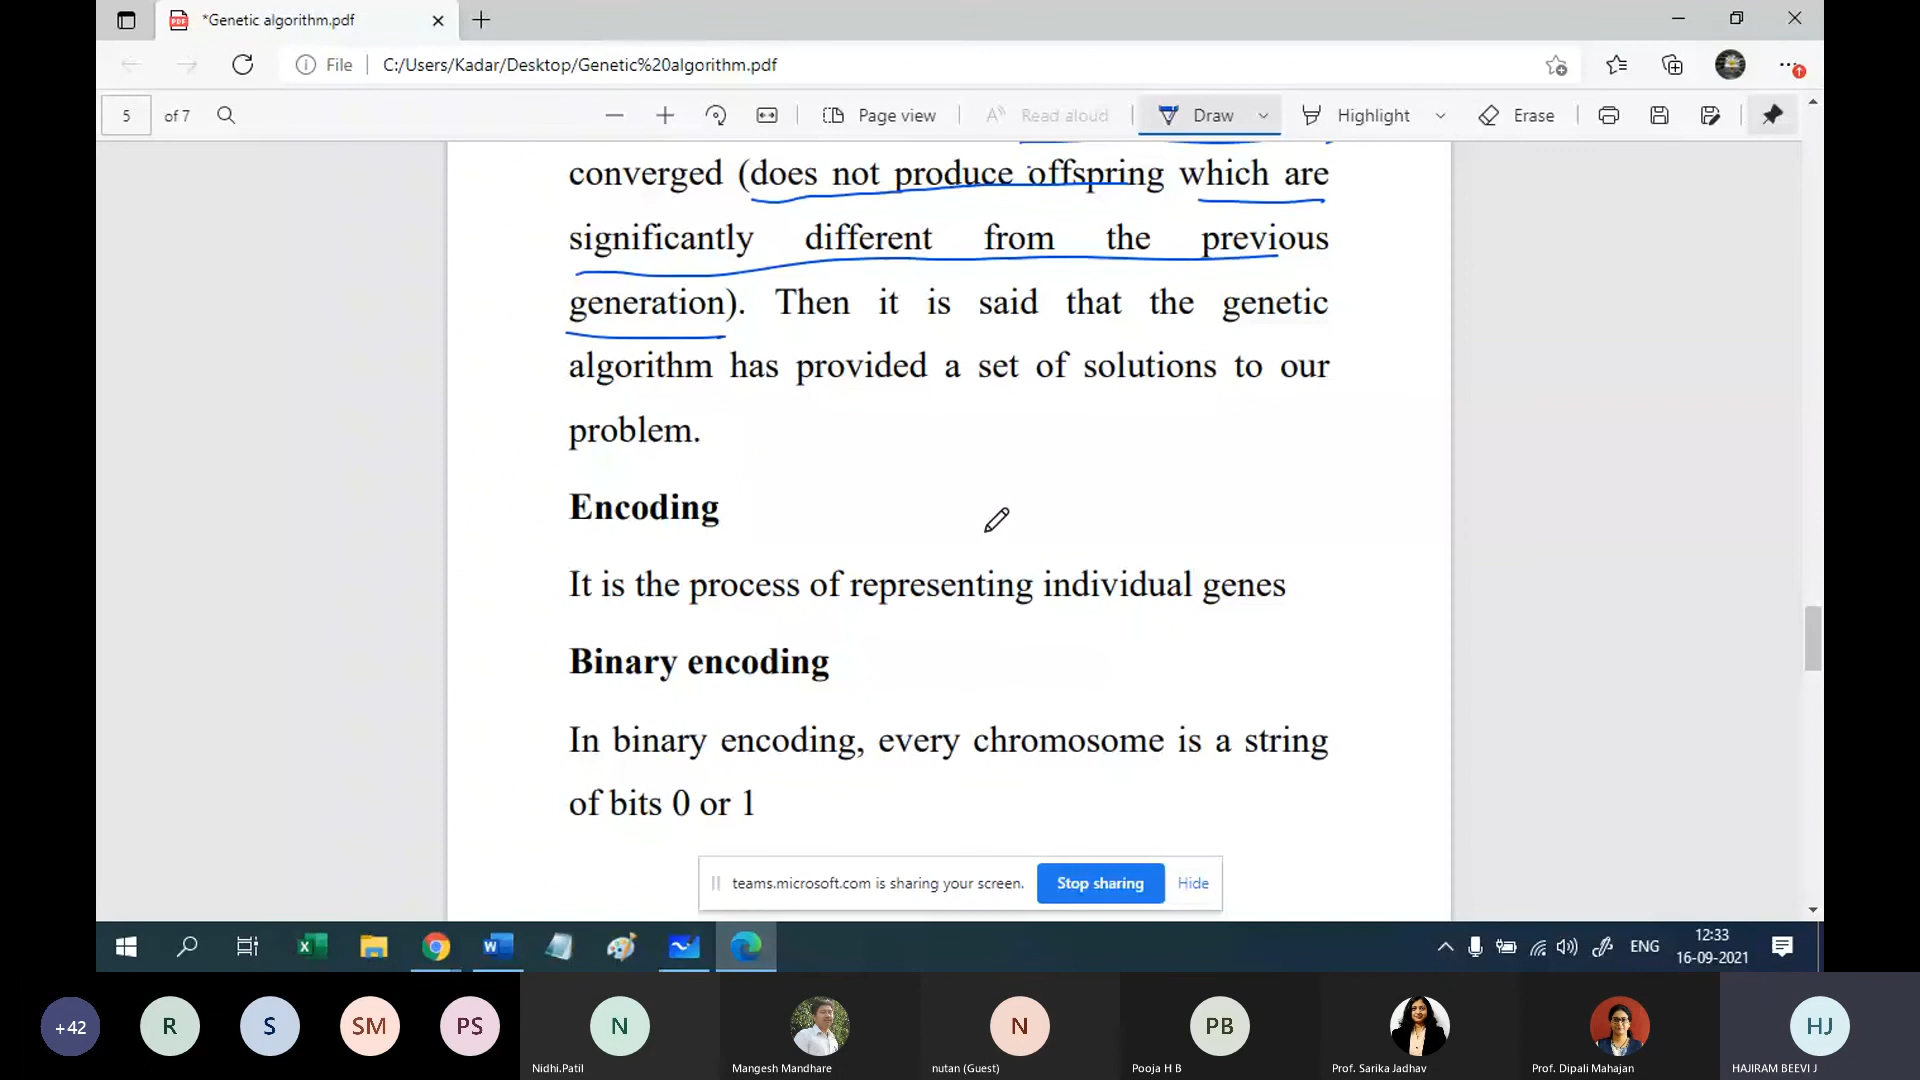 *Genetic algorithm.pdf
File
C:/Users/Kadar/Desktop/Genetic%20algorithm.pdf
5 of 7
Page view
Read aloud
Draw
Highlight
Erase
converged (does not produce offspring which are
significantly different from the previous
generation). Then it is said that the genetic
algorithm has provided a set of solutions to our
problem.
Encoding
It is the process of representing individual genes
Binary encoding
In binary encoding, every chromosome is a string
of bits 0 or 1
teams.microsoft.com is sharing your screen.
Stop sharing
Hide
ENG
12:33
16-09-2021
+42
R
S
SM
PS
N
N
PB
HJ
Nidhi.Patil
Mangesh Mandhare
nutan (Guest)
Pooja H B
Prof. Sarika Jadhav
Prof. Dipali Mahajan
HAJIRAM BEEVI J